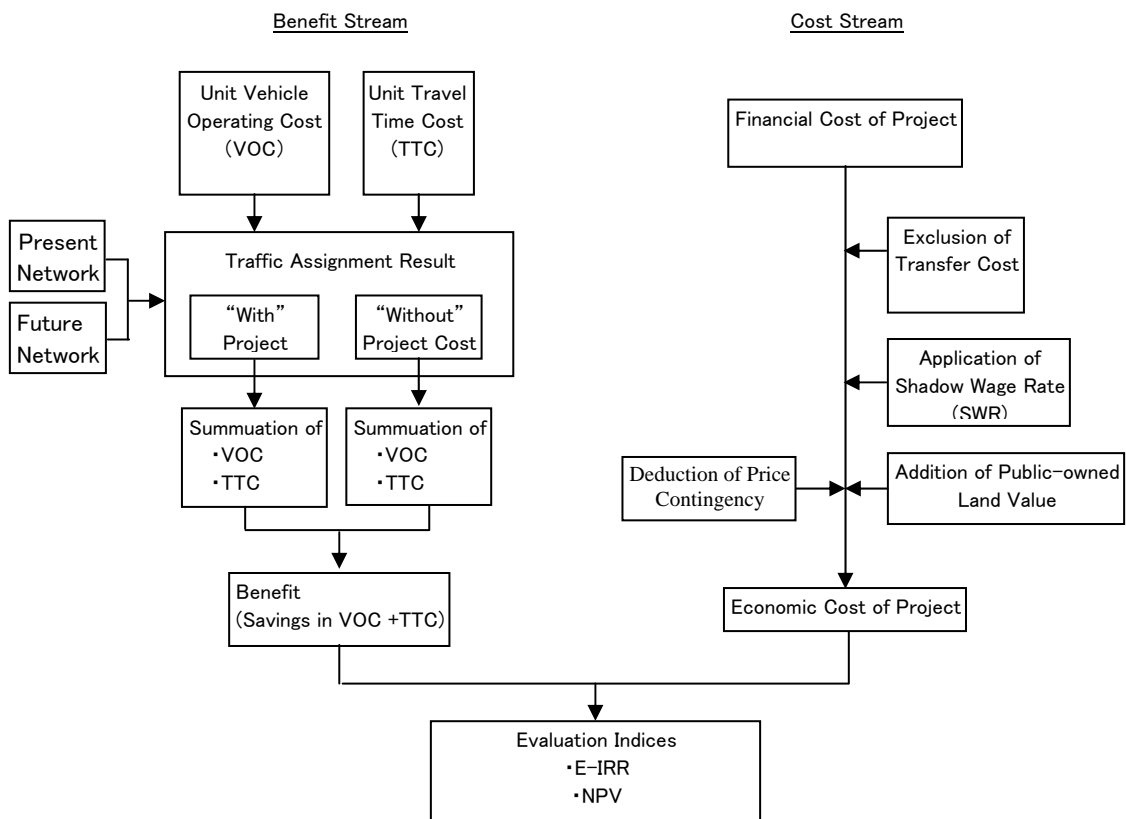 Benefit Stream
Cost Stream
Unit Vehicle
Operating Cost
(VOC)
Unit Travel
Time Cost
(TTC)
Financial Cost of Project
Present
Network
Future
Network
Traffic Assignment Result
“With”
Project
“Without”
Project Cost
Exclusion of
Transfer Cost
Application of
Shadow Wage Rate
(SWR)
Summuation of
・VOC
・TTC
Summuation of
・VOC
・TTC
Deduction of Price
Contingency
Addition of Public-owned
Land Value
Benefit
(Savings in VOC +TTC)
Economic Cost of Project
Evaluation Indices
・E-IRR
・NPV